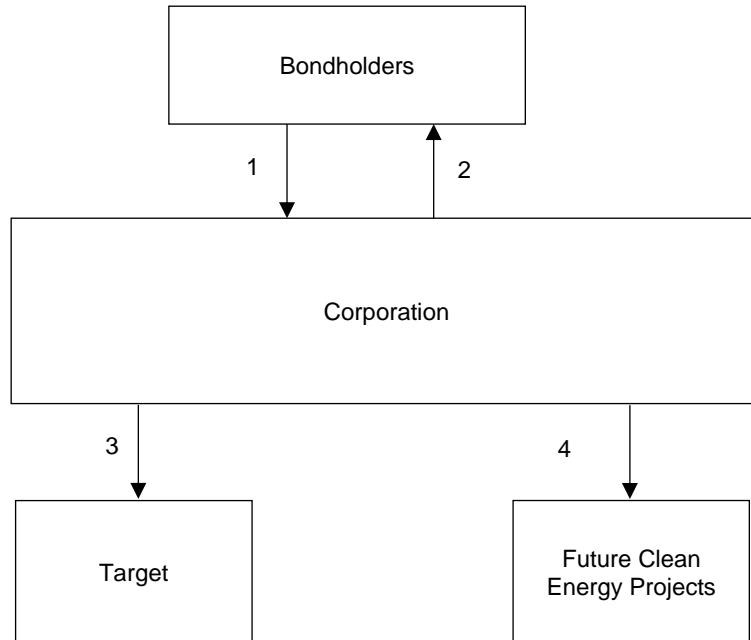 Bondholders
1
2
Corporation
3
4
Target
Future Clean
Energy Projects